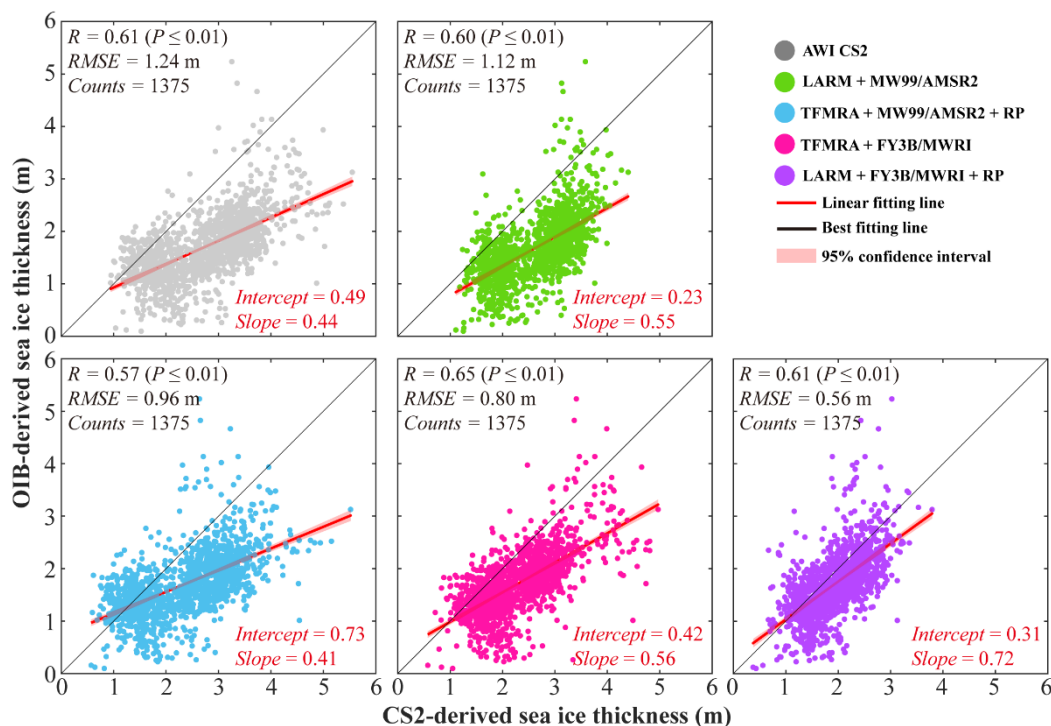 R = 0.61 (P ≤ 0.01)
RMSE = 1.24 m
Counts = 1375
Intercept = 0.49
Slope = 0.44
6
5
4
3
2
1
0
0 1 2 3 4 5 6
R = 0.60 (P ≤ 0.01)
RMSE = 1.12 m
Counts = 1375
Intercept = 0.23
Slope = 0.55
0 1 2 3 4 5 6
AWI CS2
LARM + MW99/AMSR2
TFMRA + MW99/AMSR2 + RP
TFMRA + FY3B/MWRI
LARM + FY3B/MWRI + RP
Linear fitting line
Best fitting line
95% confidence interval
OIB-derived sea ice thickness (m)
R = 0.57 (P ≤ 0.01)
RMSE = 0.96 m
Counts = 1375
Intercept = 0.73
Slope = 0.41
6
5
4
3
2
1
0
0 1 2 3 4 5 6
R = 0.65 (P ≤ 0.01)
RMSE = 0.80 m
Counts = 1375
Intercept = 0.42
Slope = 0.56
0 1 2 3 4 5 6
R = 0.61 (P ≤ 0.01)
RMSE = 0.56 m
Counts = 1375
Intercept = 0.31
Slope = 0.72
0 1 2 3 4 5 6
CS2-derived sea ice thickness (m)